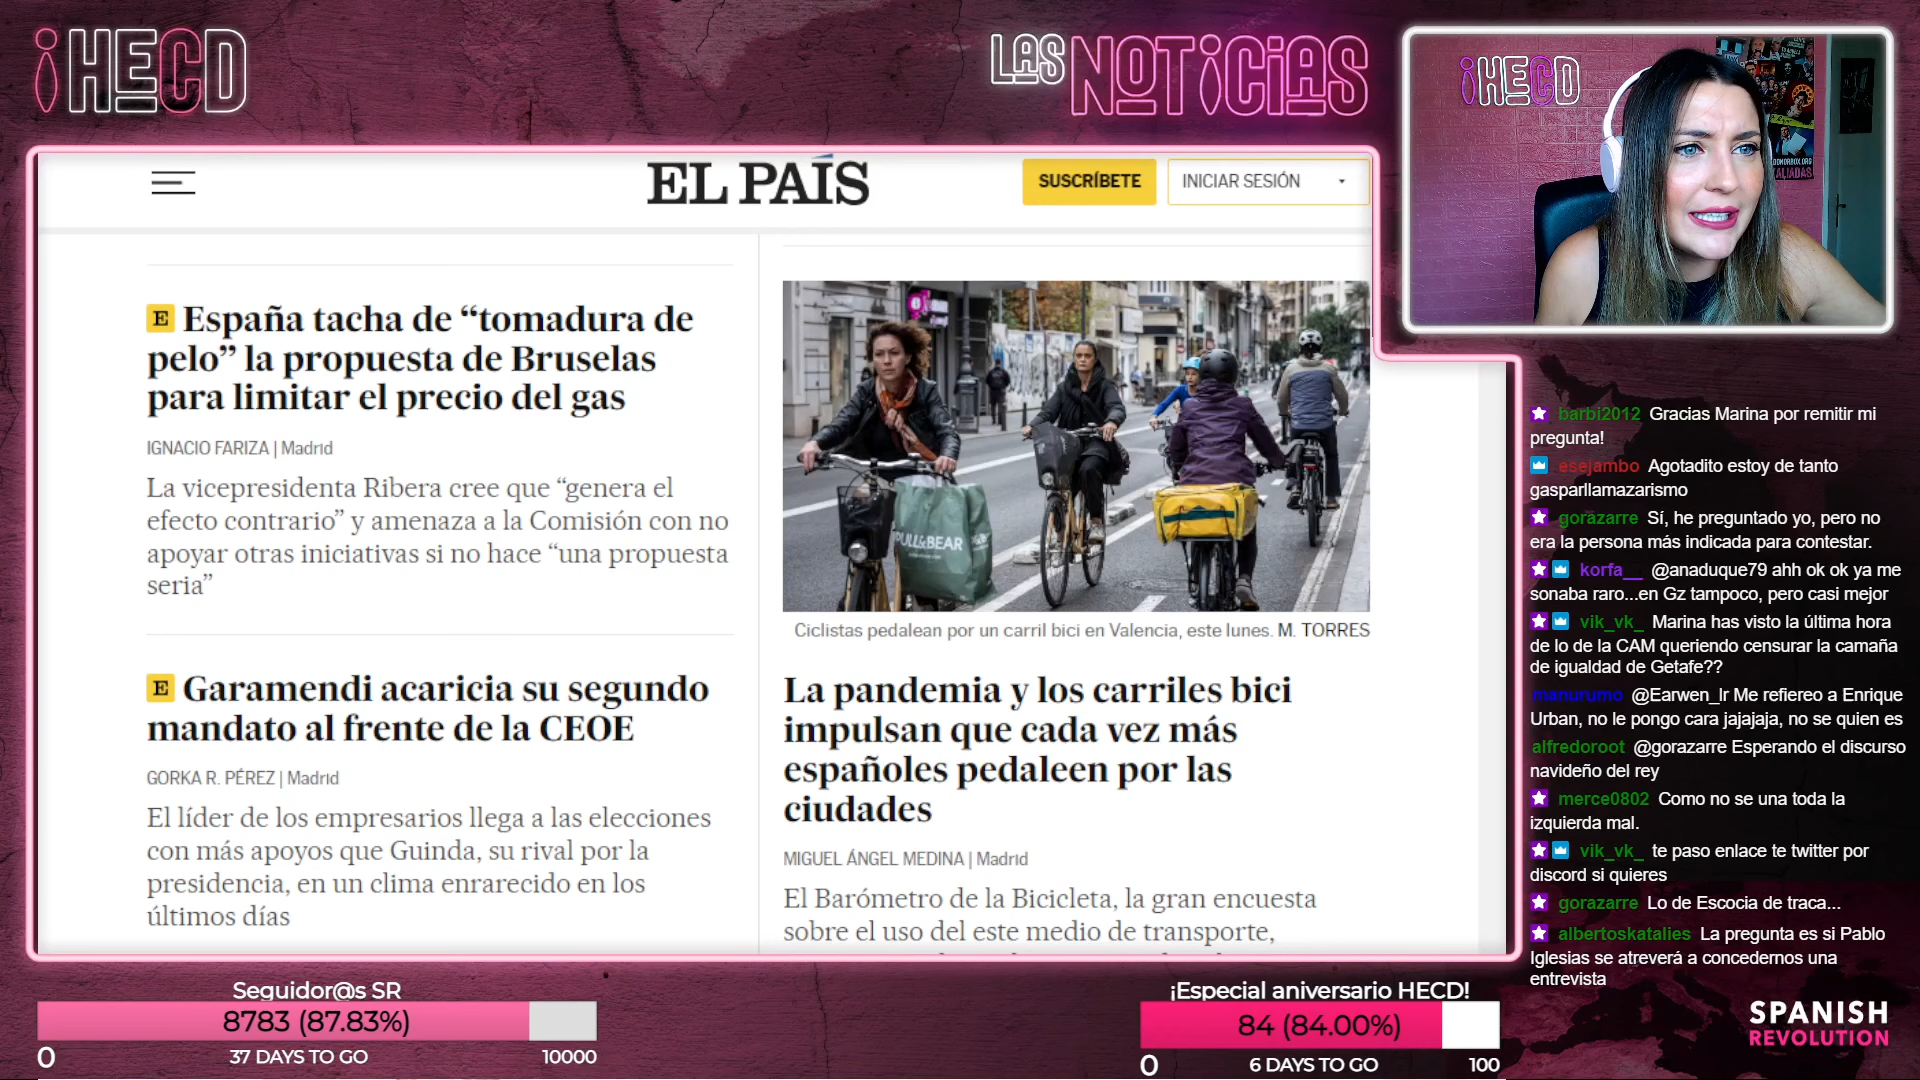 ¡HECD
LAS NOTICIAS
¡HECD
EL PAÍS
SUSCRÍBETE
INICIAR SESIÓN
E España tacha de “tomadura de
pelo” la propuesta de Bruselas
para limitar el precio del gas
IGNACIO FARIZA | Madrid
La vicepresidenta Ribera cree que “genera el
efecto contrario” y amenaza a la Comisión con no
apoyar otras iniciativas si no hace “una propuesta
seria”
E Garamendi acaricia su segundo
mandato al frente de la CEOE
GORKA R. PÉREZ | Madrid
El líder de los empresarios llega a las elecciones
con más apoyos que Guinda, su rival por la
presidencia, en un clima enrarecido en los
últimos días
PULL&BEAR
Ciclistas pedalean por un carril bici en Valencia, este lunes. M. TORRES
La pandemia y los carriles bici
impulsan que cada vez más
españoles pedaleen por las
ciudades
MIGUEL ÁNGEL MEDINA | Madrid
El Barómetro de la Bicicleta, la gran encuesta
sobre el uso del este medio de transporte,
barbi2012 Gracias Marina por remitir mi
pregunta!
esejambo Agotadito estoy de tanto
gasparllamazarismo
gorazarre Sí, he preguntado yo, pero no
era la persona más indicada para contestar.
korfa__ @anaduque79 ahh ok ok ya me
sonaba raro...en Gz tampoco, pero casi mejor
vik_vk_ Marina has visto la última hora
de lo de la CAM queriendo censurar la camaña
de igualdad de Getafe??
manurumo @Earwen_lr Me refiereo a Enrique
Urban, no le pongo cara jajajaja, no se quien es
alfredoroot @gorazarre Esperando el discurso
navideño del rey
merce0802 Como no se una toda la
izquierda mal.
vik_vk_ te paso enlace te twitter por
discord si quieres
gorazarre Lo de Escocia de traca...
albertoskatalies La pregunta es si Pablo
Iglesias se atreverá a concedernos una
entrevista
Seguidor@s SR
8783 (87.83%)
0
37 DAYS TO GO
10000
¡Especial aniversario HECD!
84 (84.00%)
0
6 DAYS TO GO
100
SPANISH
REVOLUTION